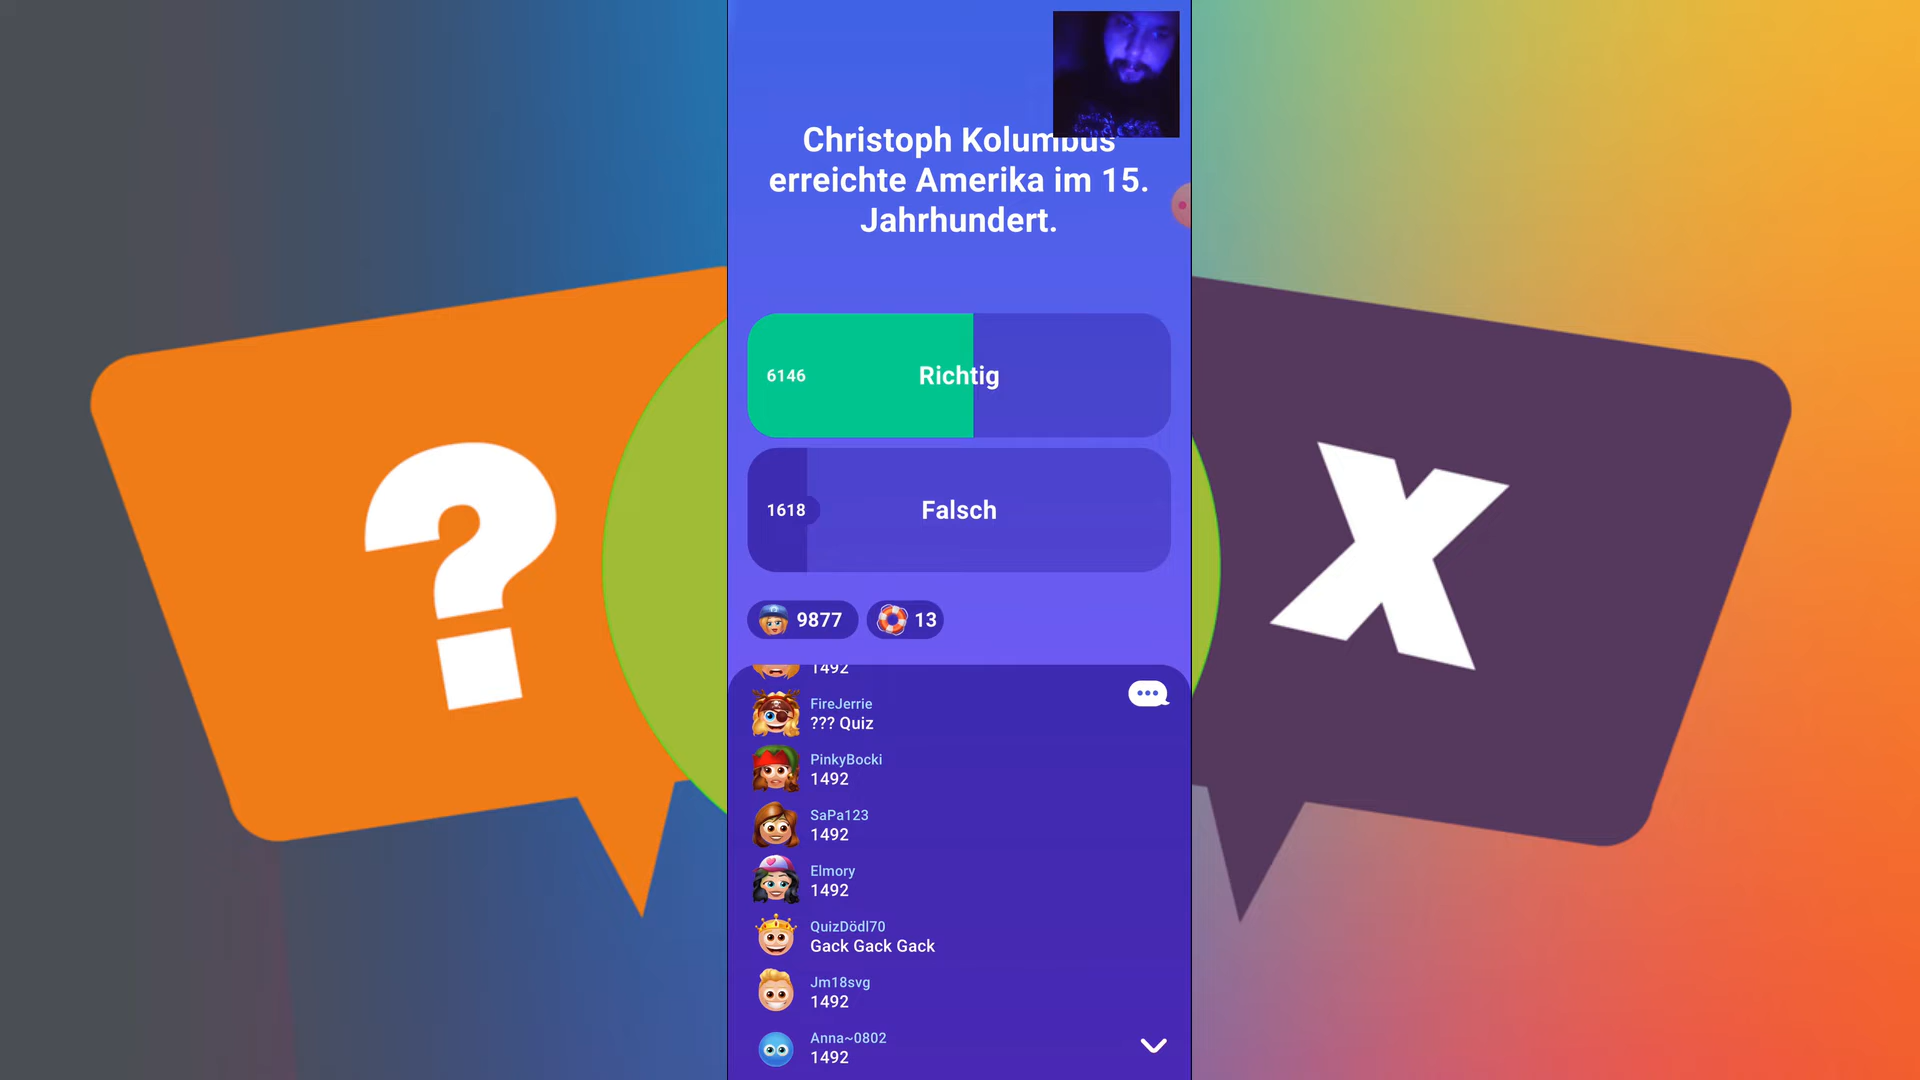 Christoph Kolumbus
erreichte Amerika im 15.
Jahrhundert.
6146
Richtig
1618
Falsch
9877
13
1492
FireJerrie
??? Quiz
PinkyBocki
1492
SaPa123
1492
Elmory
1492
QuizDödl70
Gack Gack Gack
Jm18svg
1492
Anna~0802
1492
?
X